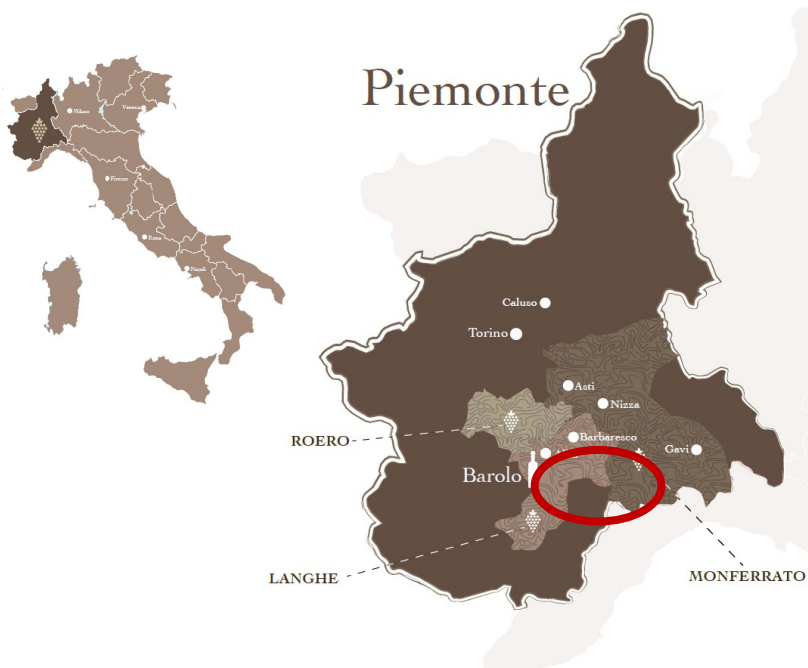 Piemonte
Milano
Venezia
Firenze
Roma
Napoli
Caluso
Torino
Asti
Nizza
ROERO
Barbaresco
Gavi
Barolo
LANGHE
MONFERRATO